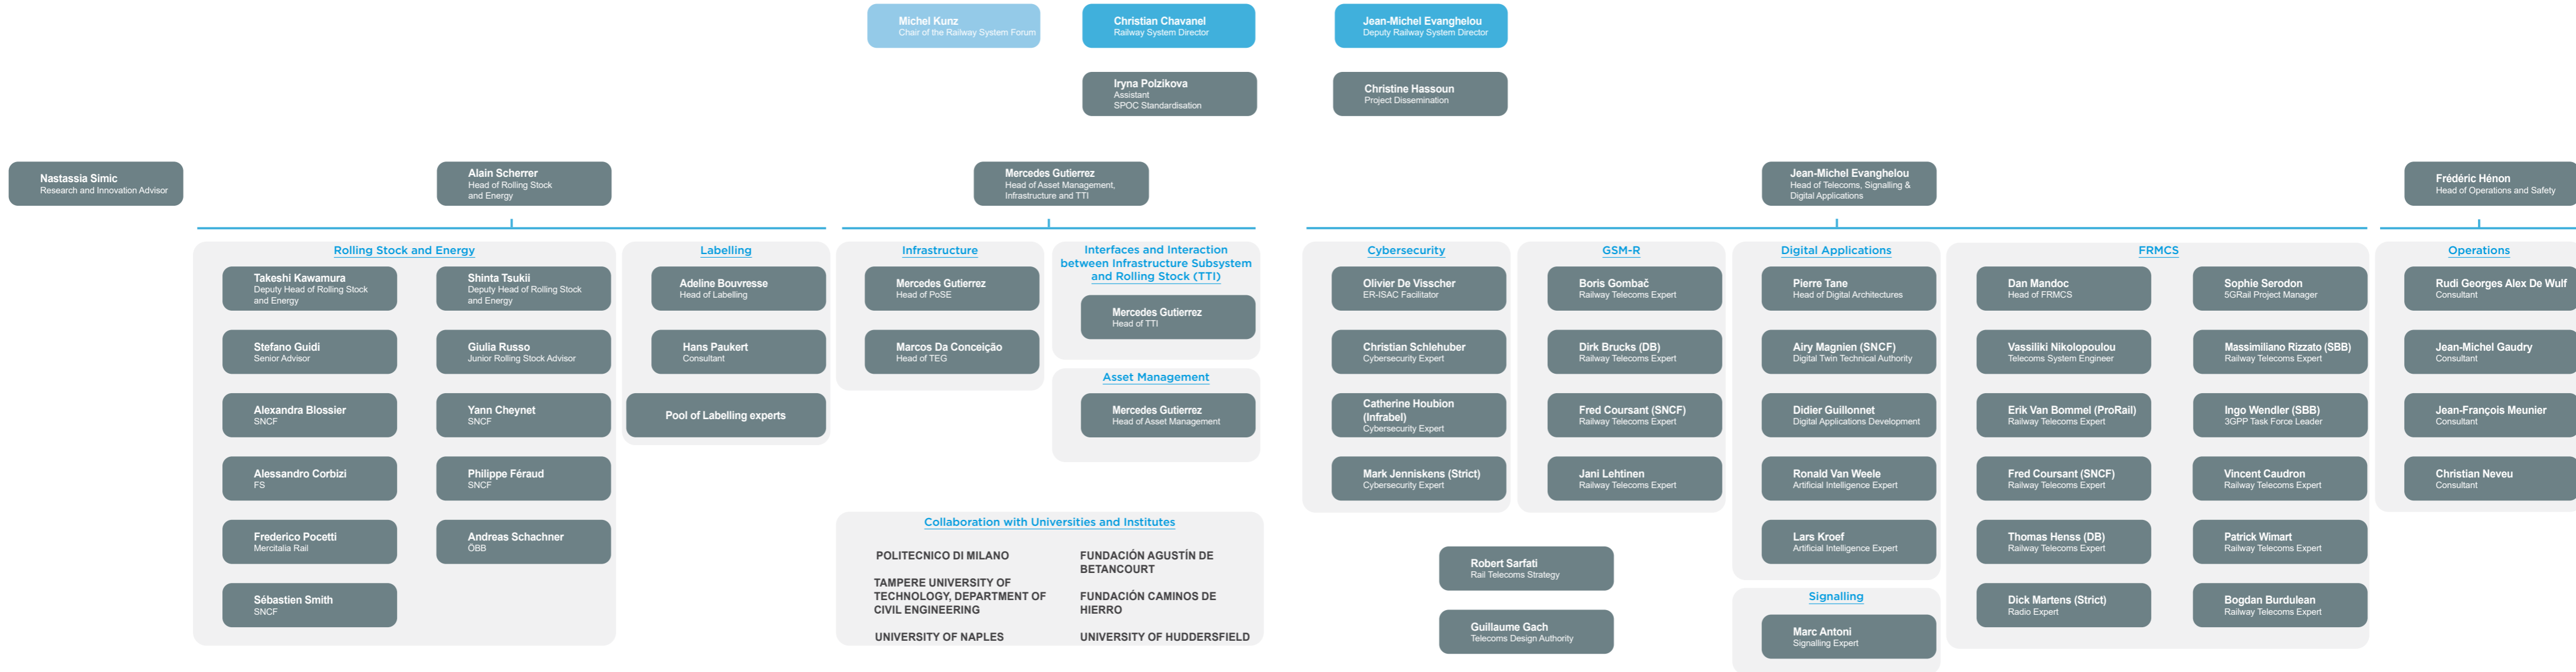 Michel Kunz
Chair of the Railway System Forum
Christian Chavanel
Railway System Director
Jean-Michel Evanghelou
Deputy Railway System Director
Iryna Polzikova
Assistant
SPOC Standardisation
Christine Hassoun
Project Dissemination
Nastassia Simic
Research and Innovation Advisor
Alain Scherrer
Head of Rolling Stock
and Energy
Mercedes Gutierrez
Head of Asset Management,
Infrastructure and TTI
Jean-Michel Evanghelou
Head of Telecoms, Signalling &
Digital Applications
Frédéric Hénon
Head of Operations and Safety
Rolling Stock and Energy
Takeshi Kawamura
Deputy Head of Rolling Stock
and Energy
Shinta Tsukii
Deputy Head of Rolling Stock
and Energy
Stefano Guidi
Senior Advisor
Giulia Russo
Junior Rolling Stock Advisor
Alexandra Blossier
SNCF
Yann Cheynet
SNCF
Alessandro Corbizi
FS
Philippe Féraud
SNCF
Frederico Pocetti
Mercitalia Rail
Andreas Schachner
ÖBB
Sébastien Smith
SNCF
Labelling
Adeline Bouvresse
Head of Labelling
Hans Paukert
Consultant
Pool of Labelling experts
Infrastructure
Mercedes Gutierrez
Head of PoSE
Marcos Da Conceição
Head of TEG
Interfaces and Interaction
between Infrastructure Subsystem
and Rolling Stock (TTI)
Mercedes Gutierrez
Head of TTI
Asset Management
Mercedes Gutierrez
Head of Asset Management
Collaboration with Universities and Institutes
POLITECNICO DI MILANO
TAMPERE UNIVERSITY OF
TECHNOLOGY, DEPARTMENT OF
CIVIL ENGINEERING
UNIVERSITY OF NAPLES
FUNDACIÓN AGUSTÍN DE
BETANCOURT
FUNDACIÓN CAMINOS DE
HIERRO
UNIVERSITY OF HUDDERSFIELD
Cybersecurity
Olivier De Visscher
ER-ISAC Facilitator
Christian Schlehuber
Cybersecurity Expert
Catherine Houbion
(Infrabel)
Cybersecurity Expert
Mark Jenniskens (Strict)
Cybersecurity Expert
GSM-R
Boris Gombač
Railway Telecoms Expert
Dirk Brucks (DB)
Railway Telecoms Expert
Fred Coursant (SNCF)
Railway Telecoms Expert
Jani Lehtinen
Railway Telecoms Expert
Robert Sarfati
Rail Telecoms Strategy
Guillaume Gach
Telecoms Design Authority
Digital Applications
Pierre Tane
Head of Digital Architectures
Airy Magnien (SNCF)
Digital Twin Technical Authority
Didier Guillonnet
Digital Applications Development
Ronald Van Weele
Artificial Intelligence Expert
Lars Kroef
Artificial Intelligence Expert
Signalling
Marc Antoni
Signalling Expert
FRMCS
Dan Mandoc
Head of FRMCS
Sophie Serodon
5GRail Project Manager
Vassiliki Nikolopoulou
Telecoms System Engineer
Massimiliano Rizzato (SBB)
Railway Telecoms Expert
Erik Van Bommel (ProRail)
Railway Telecoms Expert
Ingo Wendler (SBB)
3GPP Task Force Leader
Fred Coursant (SNCF)
Railway Telecoms Expert
Vincent Caudron
Railway Telecoms Expert
Thomas Henss (DB)
Railway Telecoms Expert
Patrick Wimart
Railway Telecoms Expert
Dick Martens (Strict)
Radio Expert
Bogdan Burdulean
Railway Telecoms Expert
Operations
Rudi Georges Alex De Wulf
Consultant
Jean-Michel Gaudry
Consultant
Jean-François Meunier
Consultant
Christian Neveu
Consultant